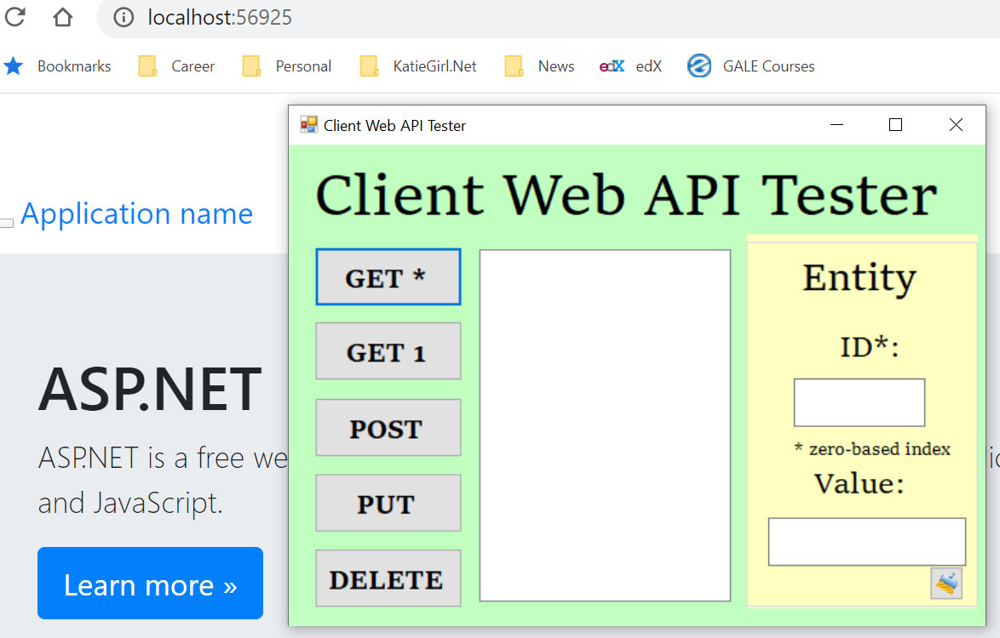 localhost:56925
Bookmarks Career Personal KatieGirl.Net News edX edX GALE Courses
Client Web API Tester
Client Web API Tester
Application name
GET *
GET 1
POST
PUT
DELETE
Entity
ID*:
* zero-based index
Value:
ASP.NET
ASP.NET is a free we
and JavaScript.
Learn more »